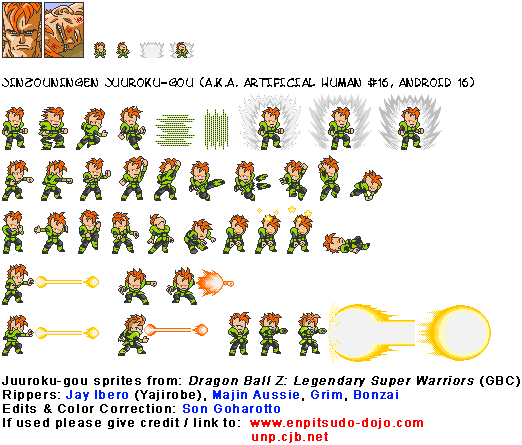 JINZOUNINGEN JUUROKU-GOU (A.K.A. ARTIFICIAL HUMAN #16, ANDROID 16)
Juuroku-gou sprites from: Dragon Ball Z: Legendary Super Warriors (GBC)
Rippers: Jay Ibero (Yajirobe), Majin Aussie, Grim, Bonzai
Edits & Color Correction: Son Goharotto
If used please give credit / link to: www.enpitsudo-dojo.com
unp.cjb.net